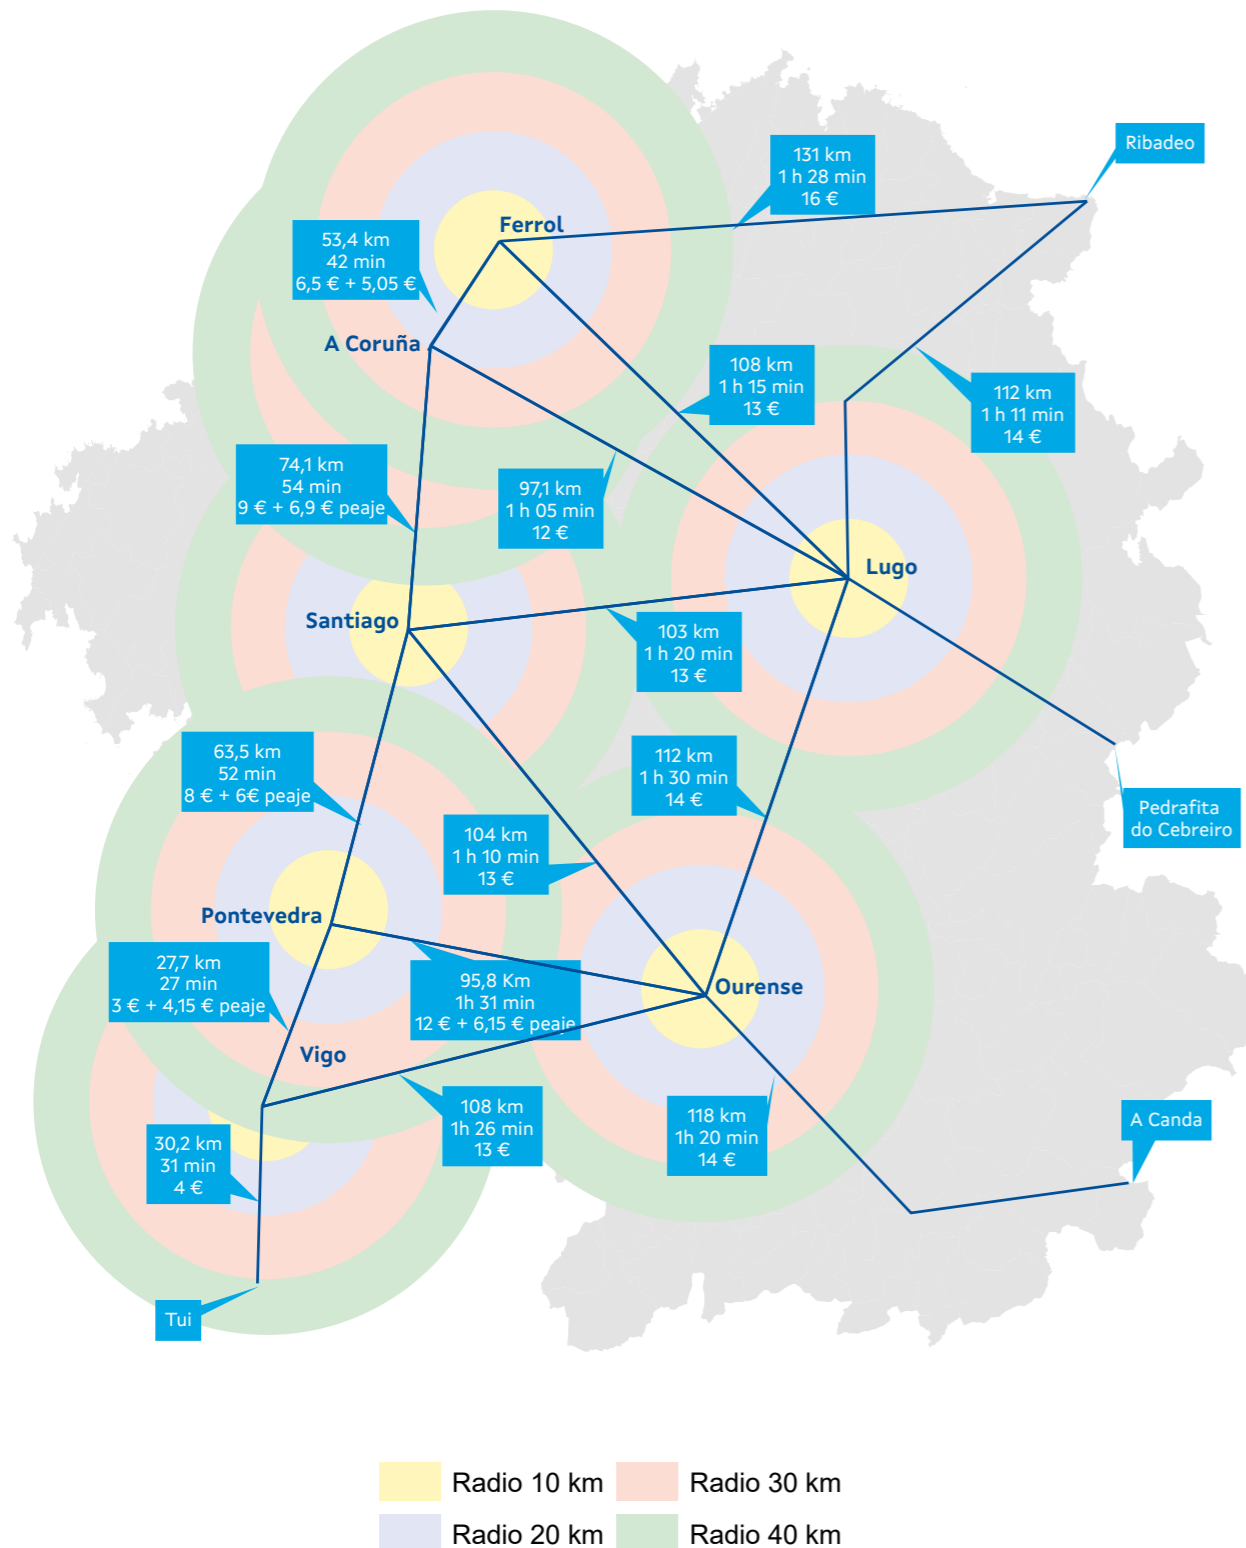 Ribadeo
131 km
1 h 28 min
16 €
Ferrol
53,4 km
42 min
6,5 € + 5,05 €
A Coruña
108 km
1 h 15 min
13 €
112 km
1 h 11 min
14 €
74,1 km
54 min
9 € + 6,9 € peaje
97,1 km
1 h 05 min
12 €
Lugo
Santiago
103 km
1 h 20 min
13 €
63,5 km
52 min
8 € + 6€ peaje
112 km
1 h 30 min
14 €
Pedrafita
do Cebreiro
104 km
1 h 10 min
13 €
Pontevedra
27,7 km
27 min
3 € + 4,15 € peaje
95,8 Km
1h 31 min
12 € + 6,15 € peaje
Ourense
Vigo
108 km
1h 26 min
13 €
118 km
1h 20 min
14 €
A Canda
30,2 km
31 min
4 €
Tui
Radio 10 km
Radio 30 km
Radio 20 km
Radio 40 km